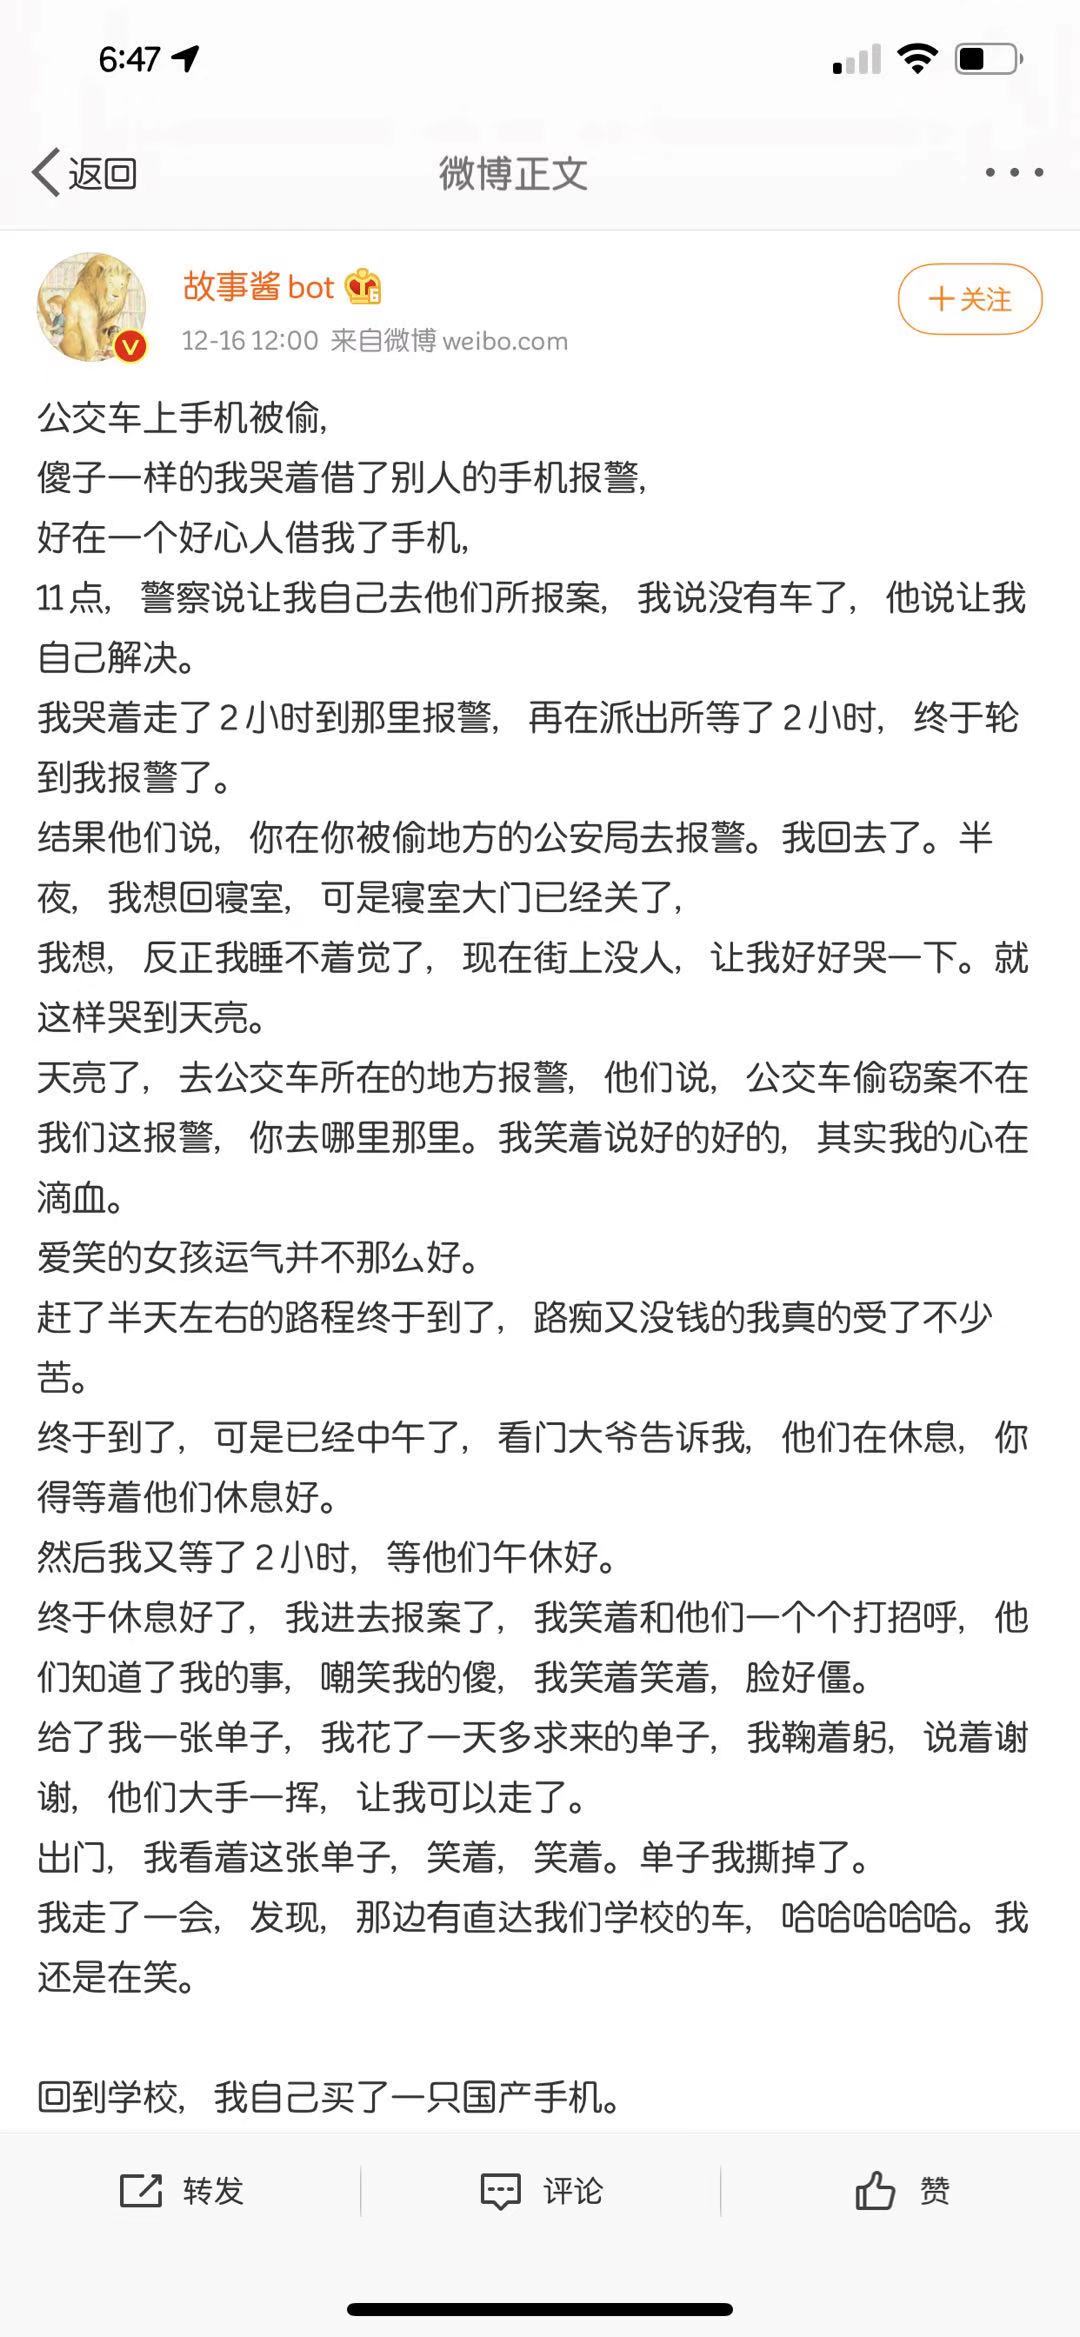 6:47
返回
微博正文
故事酱bot
6
V
12-16 12:00 来自微博 weibo.com
＋关注
公交车上手机被偷,
傻子一样的我哭着借了别人的手机报警,
好在一个好心人借我了手机,
11点, 警察说让我自己去他们所报案, 我说没有车了, 他说让我
自己解决。
我哭着走了2小时到那里报警, 再在派出所等了2小时, 终于轮
到我报警了。
结果他们说, 你在你被偷地方的公安局去报警。我回去了。半
夜, 我想回寝室, 可是寝室大门已经关了,
我想, 反正我睡不着觉了, 现在街上没人, 让我好好哭一下。就
这样哭到天亮。
天亮了, 去公交车所在的地方报警, 他们说, 公交车偷窃案不在
我们这报警, 你去哪里那里。我笑着说好的好的, 其实我的心在
滴血。
爱笑的女孩运气并不那么好。
赶了半天左右的路程终于到了, 路痴又没钱的我真的受了不少
苦。
终于到了, 可是已经中午了, 看门大爷告诉我, 他们在休息, 你
得等着他们休息好。
然后我又等了2小时, 等他们午休好。
终于休息好了, 我进去报案了, 我笑着和他们一个个打招呼, 他
们知道了我的事, 嘲笑我的傻, 我笑着笑着, 脸好僵。
给了我一张单子, 我花了一天多求来的单子, 我鞠着躬, 说着谢
谢, 他们大手一挥, 让我可以走了。
出门, 我看着这张单子, 笑着, 笑着。单子我撕掉了。
我走了一会, 发现, 那边有直达我们学校的车, 哈哈哈哈哈。我
还是在笑。
回到学校, 我自己买了一只国产手机。
转发
评论
赞